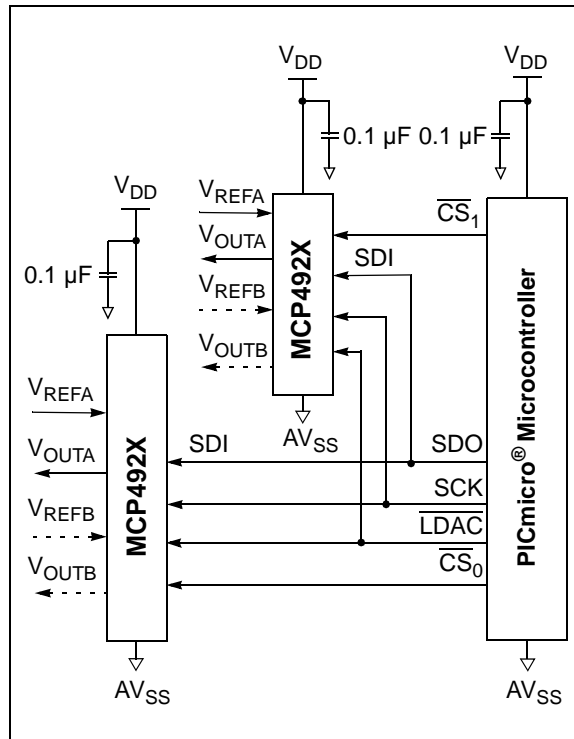 VDD
VDD
VDD
0.1 µF
0.1 µF
VDD
VREFA
CS1
VOUTA
SDI
0.1 µF
VREFB
MCP492X
VOUTB
PICmicro® Microcontroller
VREFA
AVSS
VOUTA
SDI
SDO
MCP492X
SCK
VREFB
LDAC
VOUTB
CS0
AVSS
AVSS